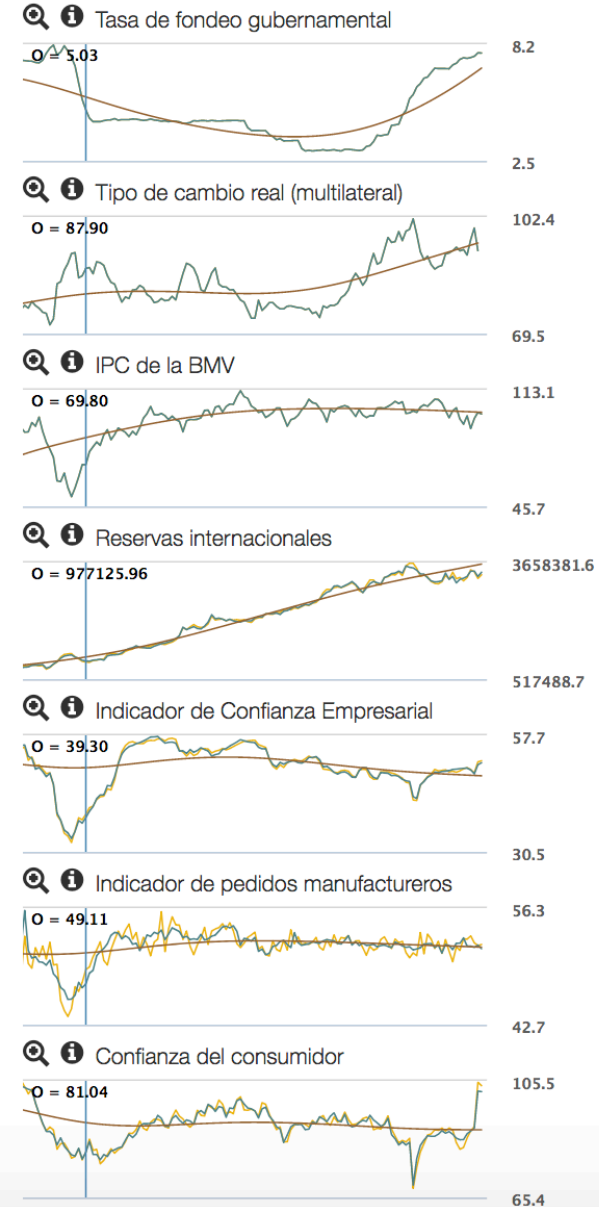 Tasa de fondeo gubernamental
O = 5.03
8.2
2.5
Tipo de cambio real (multilateral)
O = 87.90
102.4
69.5
IPC de la BMV
O = 69.80
113.1
45.7
Reservas internacionales
O = 977125.96
3658381.6
517488.7
Indicador de Confianza Empresarial
O = 39.30
57.7
30.5
Indicador de pedidos manufactureros
O = 49.11
56.3
42.7
Confianza del consumidor
O = 81.04
105.5
65.4